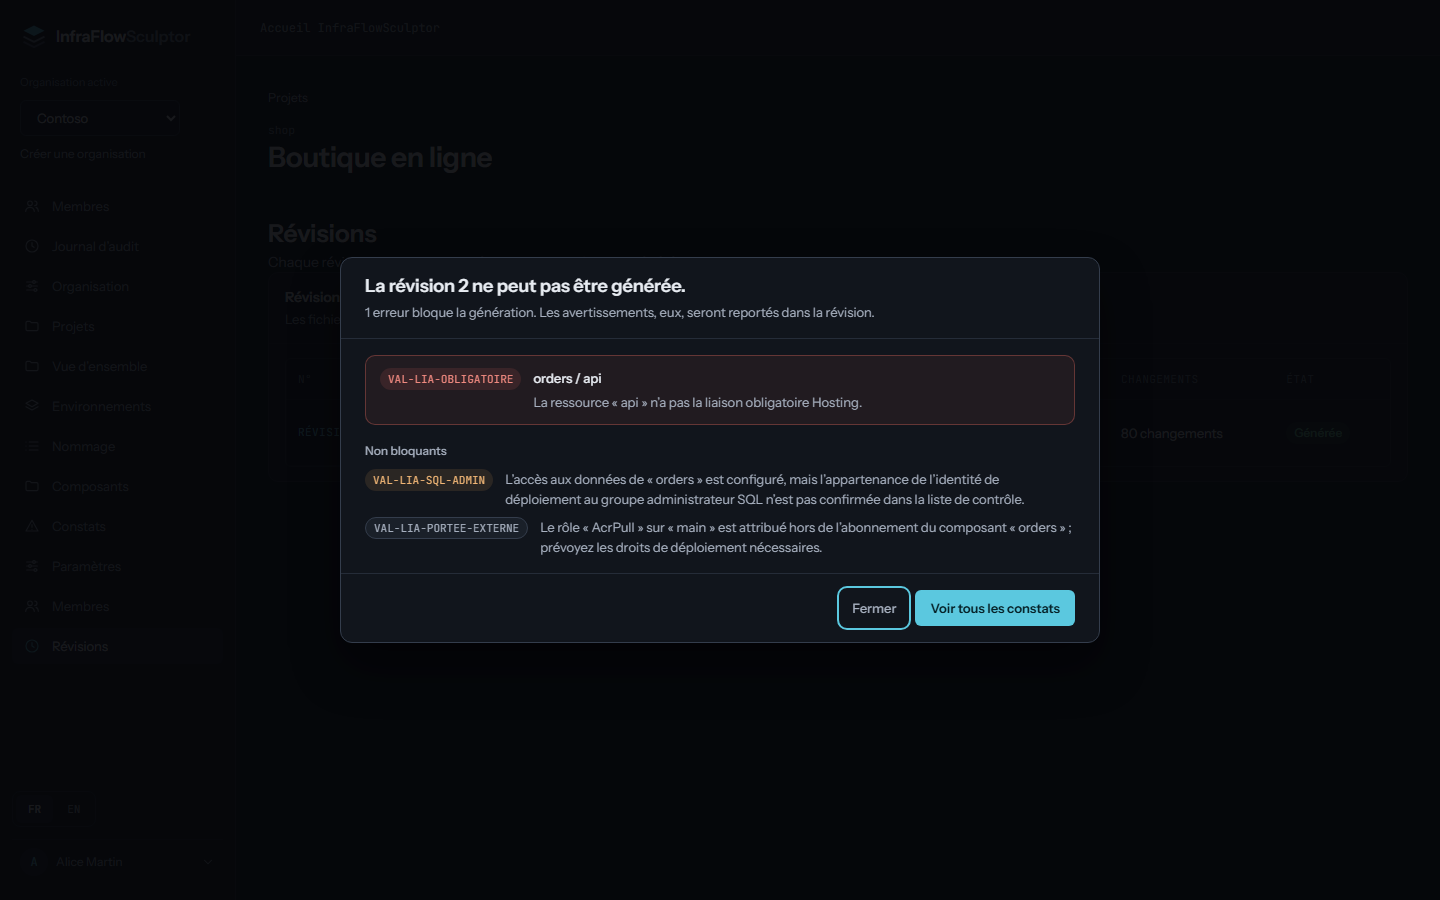 InfraFlowSculptor
Accueil InfraFlowSculptor
Organisation active
Contoso
Créer une organisation
Membres
Journal d'audit
Organisation
Projets
Vue d'ensemble
Environnements
Nommage
Composants
Constats
Paramètres
Membres
Révisions
FR EN
A Alice Martin
Projets
shop
Boutique en ligne
Révisions
Chaque
Révision
N°
CHANGEMENTS
ÉTAT
80 changements
Générée
La révision 2 ne peut pas être générée.
1 erreur bloque la génération. Les avertissements, eux, seront reportés dans la révision.
VAL-LIA-OBLIGATOIRE orders / api
La ressource « api » n'a pas la liaison obligatoire Hosting.
Non bloquants
VAL-LIA-SQL-ADMIN L'accès aux données de « orders » est configuré, mais l'appartenance de l'identité de
déploiement au groupe administrateur SQL n'est pas confirmée dans la liste de contrôle.
VAL-LIA-PORTEE-EXTERNE Le rôle « AcrPull » sur « main » est attribué hors de l'abonnement du composant « orders » ;
prévoyez les droits de déploiement nécessaires.
Fermer Voir tous les constats